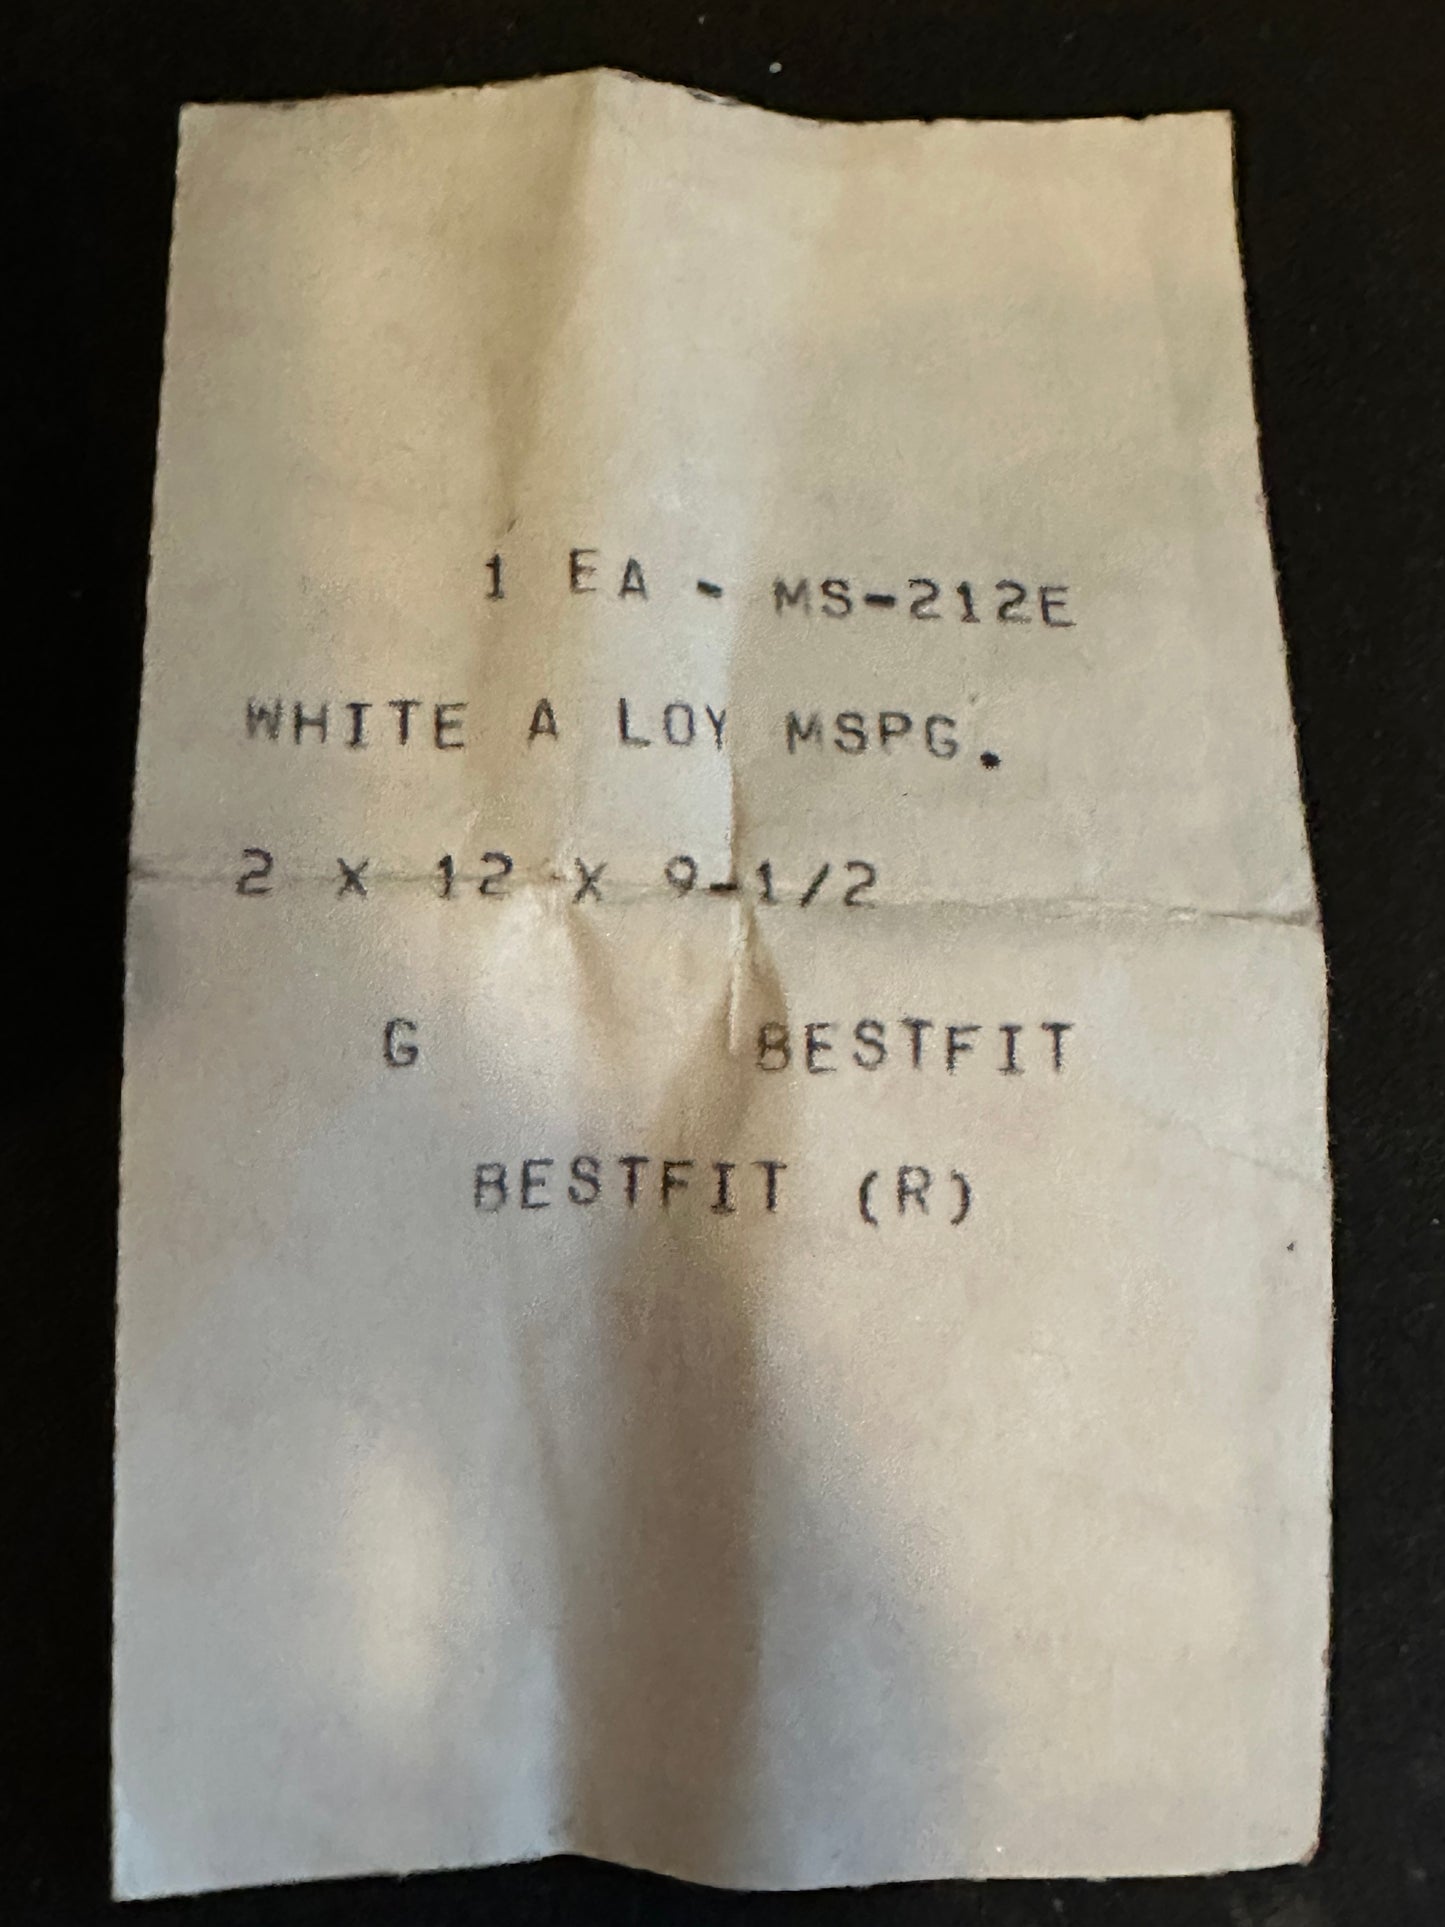 1 EA - MS-212E
WHITE A LOY MSPG.
2 X 12 X 9-1/2
G BESTFIT
BESTFIT (R)